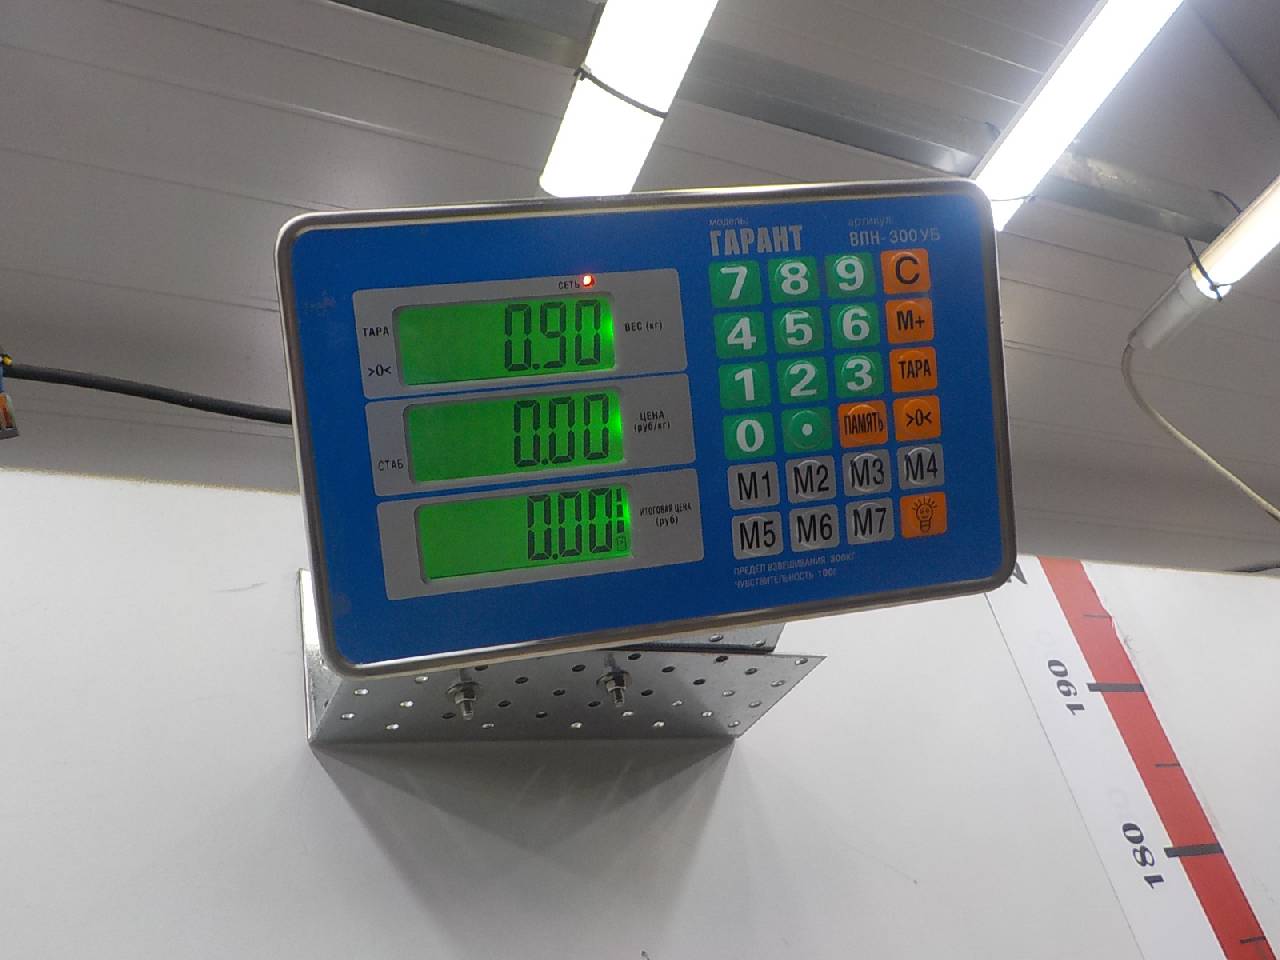 модель: артикул:
ГАРАНТ ВПН-300УБ
СЕТЬ
ТАРА 0.90 ВЕС (кг)
>0<
0.00 ЦЕНА (руб/кг)
СТАБ
0.00 ИТОГОВАЯ ЦЕНА (руб)
7 8 9 C
4 5 6 M+
1 2 3 ТАРА
0 . ПАМЯТЬ >0<
M1 M2 M3 M4
M5 M6 M7
ПРЕДЕЛ ВЗВЕШИВАНИЯ 300КГ
ЧУВСТВИТЕЛЬНОСТЬ 100г
190
180